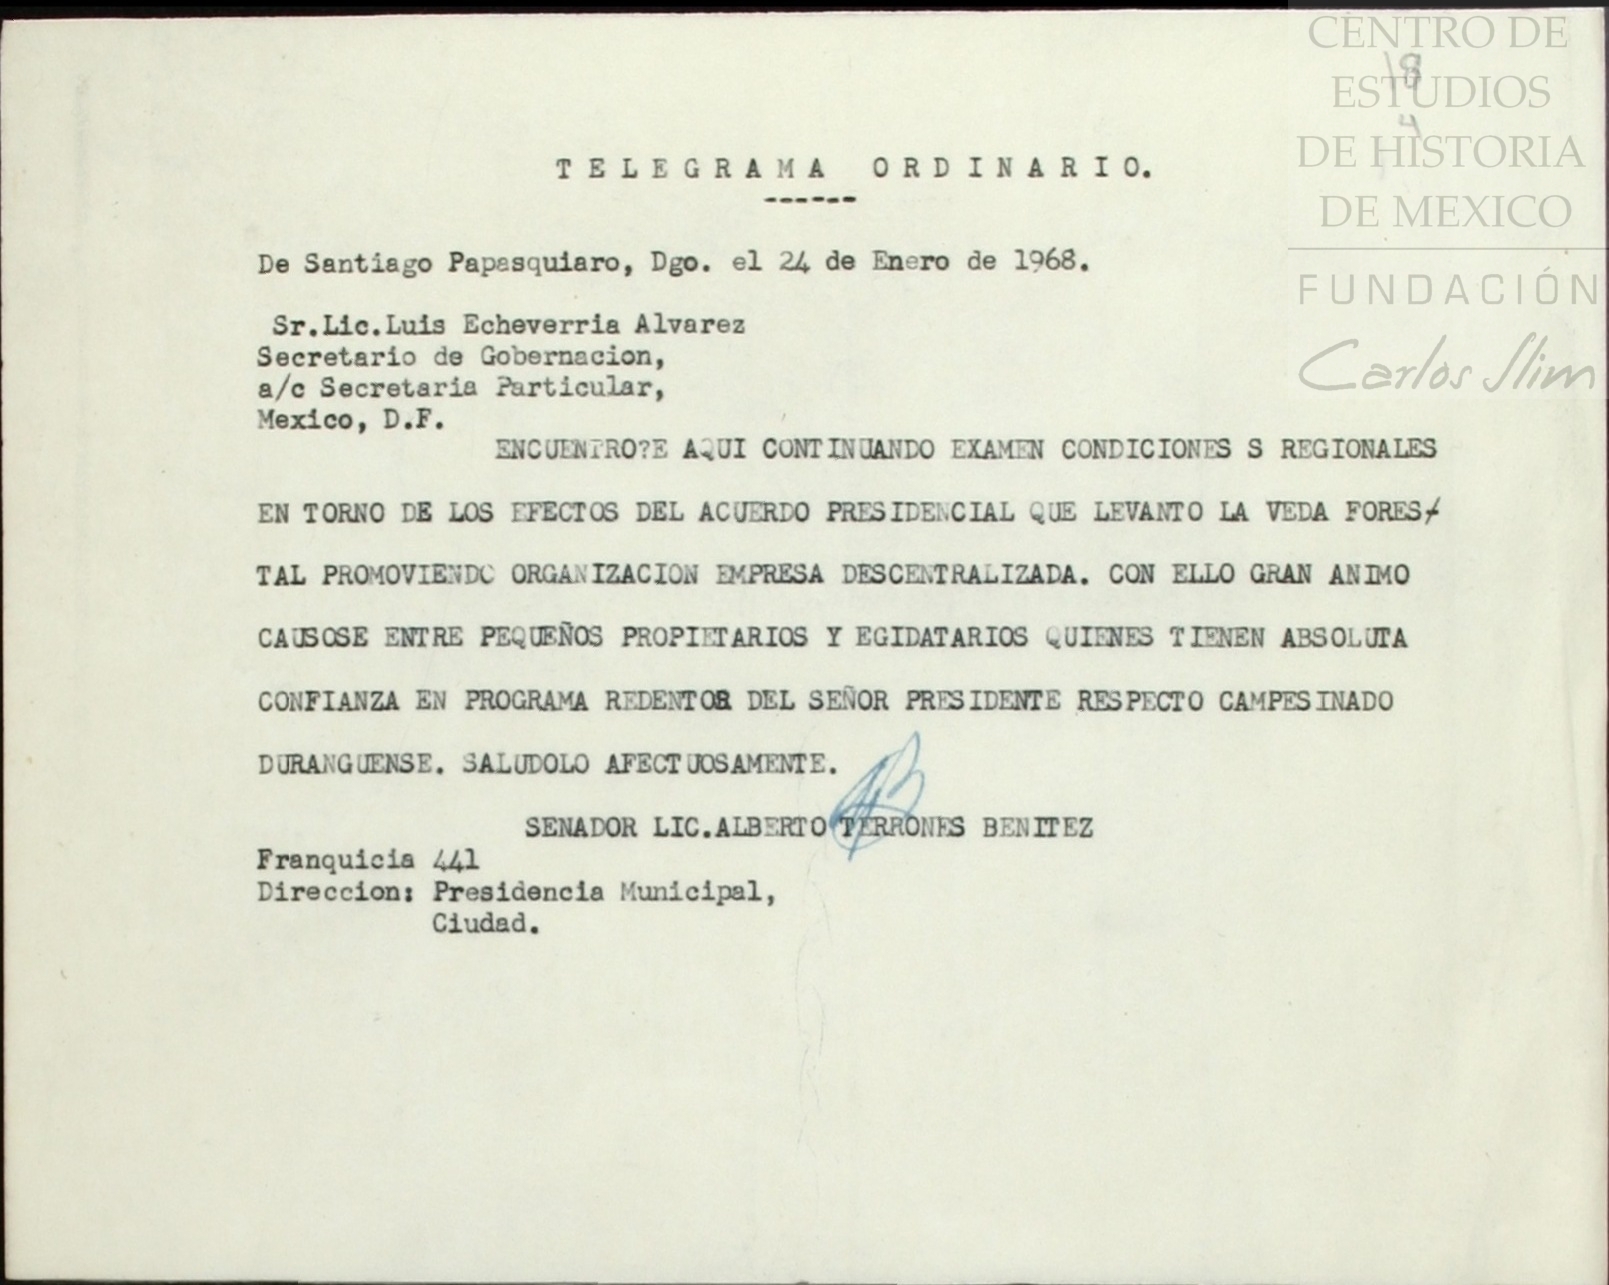 CENTRO DE
ESTUDIOS
DE HISTORIA
DE MEXICO
FUNDACIÓN
Carlos Slim
18
4
TELEGRAMA ORDINARIO.
------
De Santiago Papasquiaro, Dgo. el 24 de Enero de 1968.
Sr.Lic.Luis Echeverria Alvarez
Secretario de Gobernacion,
a/c Secretaria Particular,
Mexico, D.F.
ENCUENTRO?E AQUI CONTINUANDO EXAMEN CONDICIONES S REGIONALES
EN TORNO DE LOS EFECTOS DEL ACUERDO PRESIDENCIAL QUE LEVANTO LA VEDA FORES/
TAL PROMOVIENDO ORGANIZACION EMPRESA DESCENTRALIZADA. CON ELLO GRAN ANIMO
CAUSOSE ENTRE PEQUEÑOS PROPIETARIOS Y EGIDATARIOS QUIENES TIENEN ABSOLUTA
CONFIANZA EN PROGRAMA REDENTOR DEL SEÑOR PRESIDENTE RESPECTO CAMPESINADO
DURANGUENSE. SALUDOLO AFECTUOSAMENTE.
SENADOR LIC.ALBERTO TERRONES BENITEZ
Franquicia 441
Direccion: Presidencia Municipal,
Ciudad.